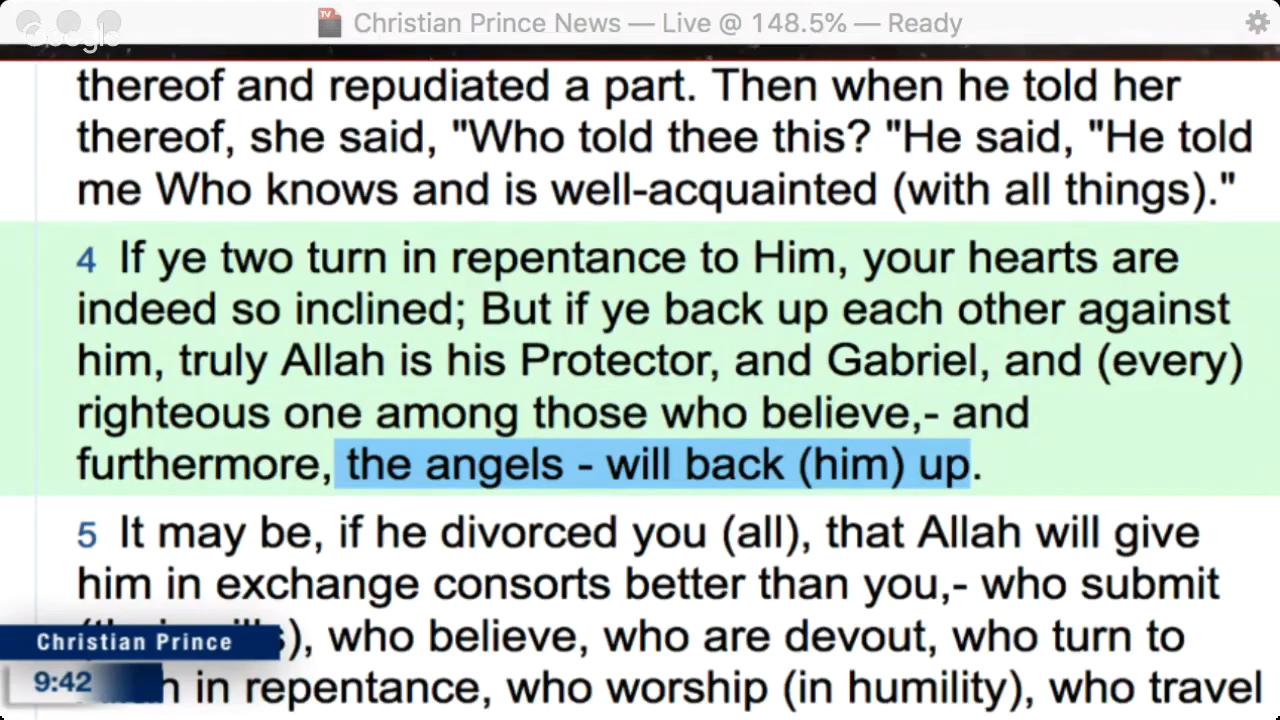 TV Christian Prince News — Live @ 148.5% — Ready
Google
thereof and repudiated a part. Then when he told her
thereof, she said, "Who told thee this? "He said, "He told
me Who knows and is well-acquainted (with all things)."
4 If ye two turn in repentance to Him, your hearts are
indeed so inclined; But if ye back up each other against
him, truly Allah is his Protector, and Gabriel, and (every)
righteous one among those who believe,- and
furthermore, the angels - will back (him) up.
5 It may be, if he divorced you (all), that Allah will give
him in exchange consorts better than you,- who submit
), who believe, who are devout, who turn to
in repentance, who worship (in humility), who travel
Christian Prince
9:42